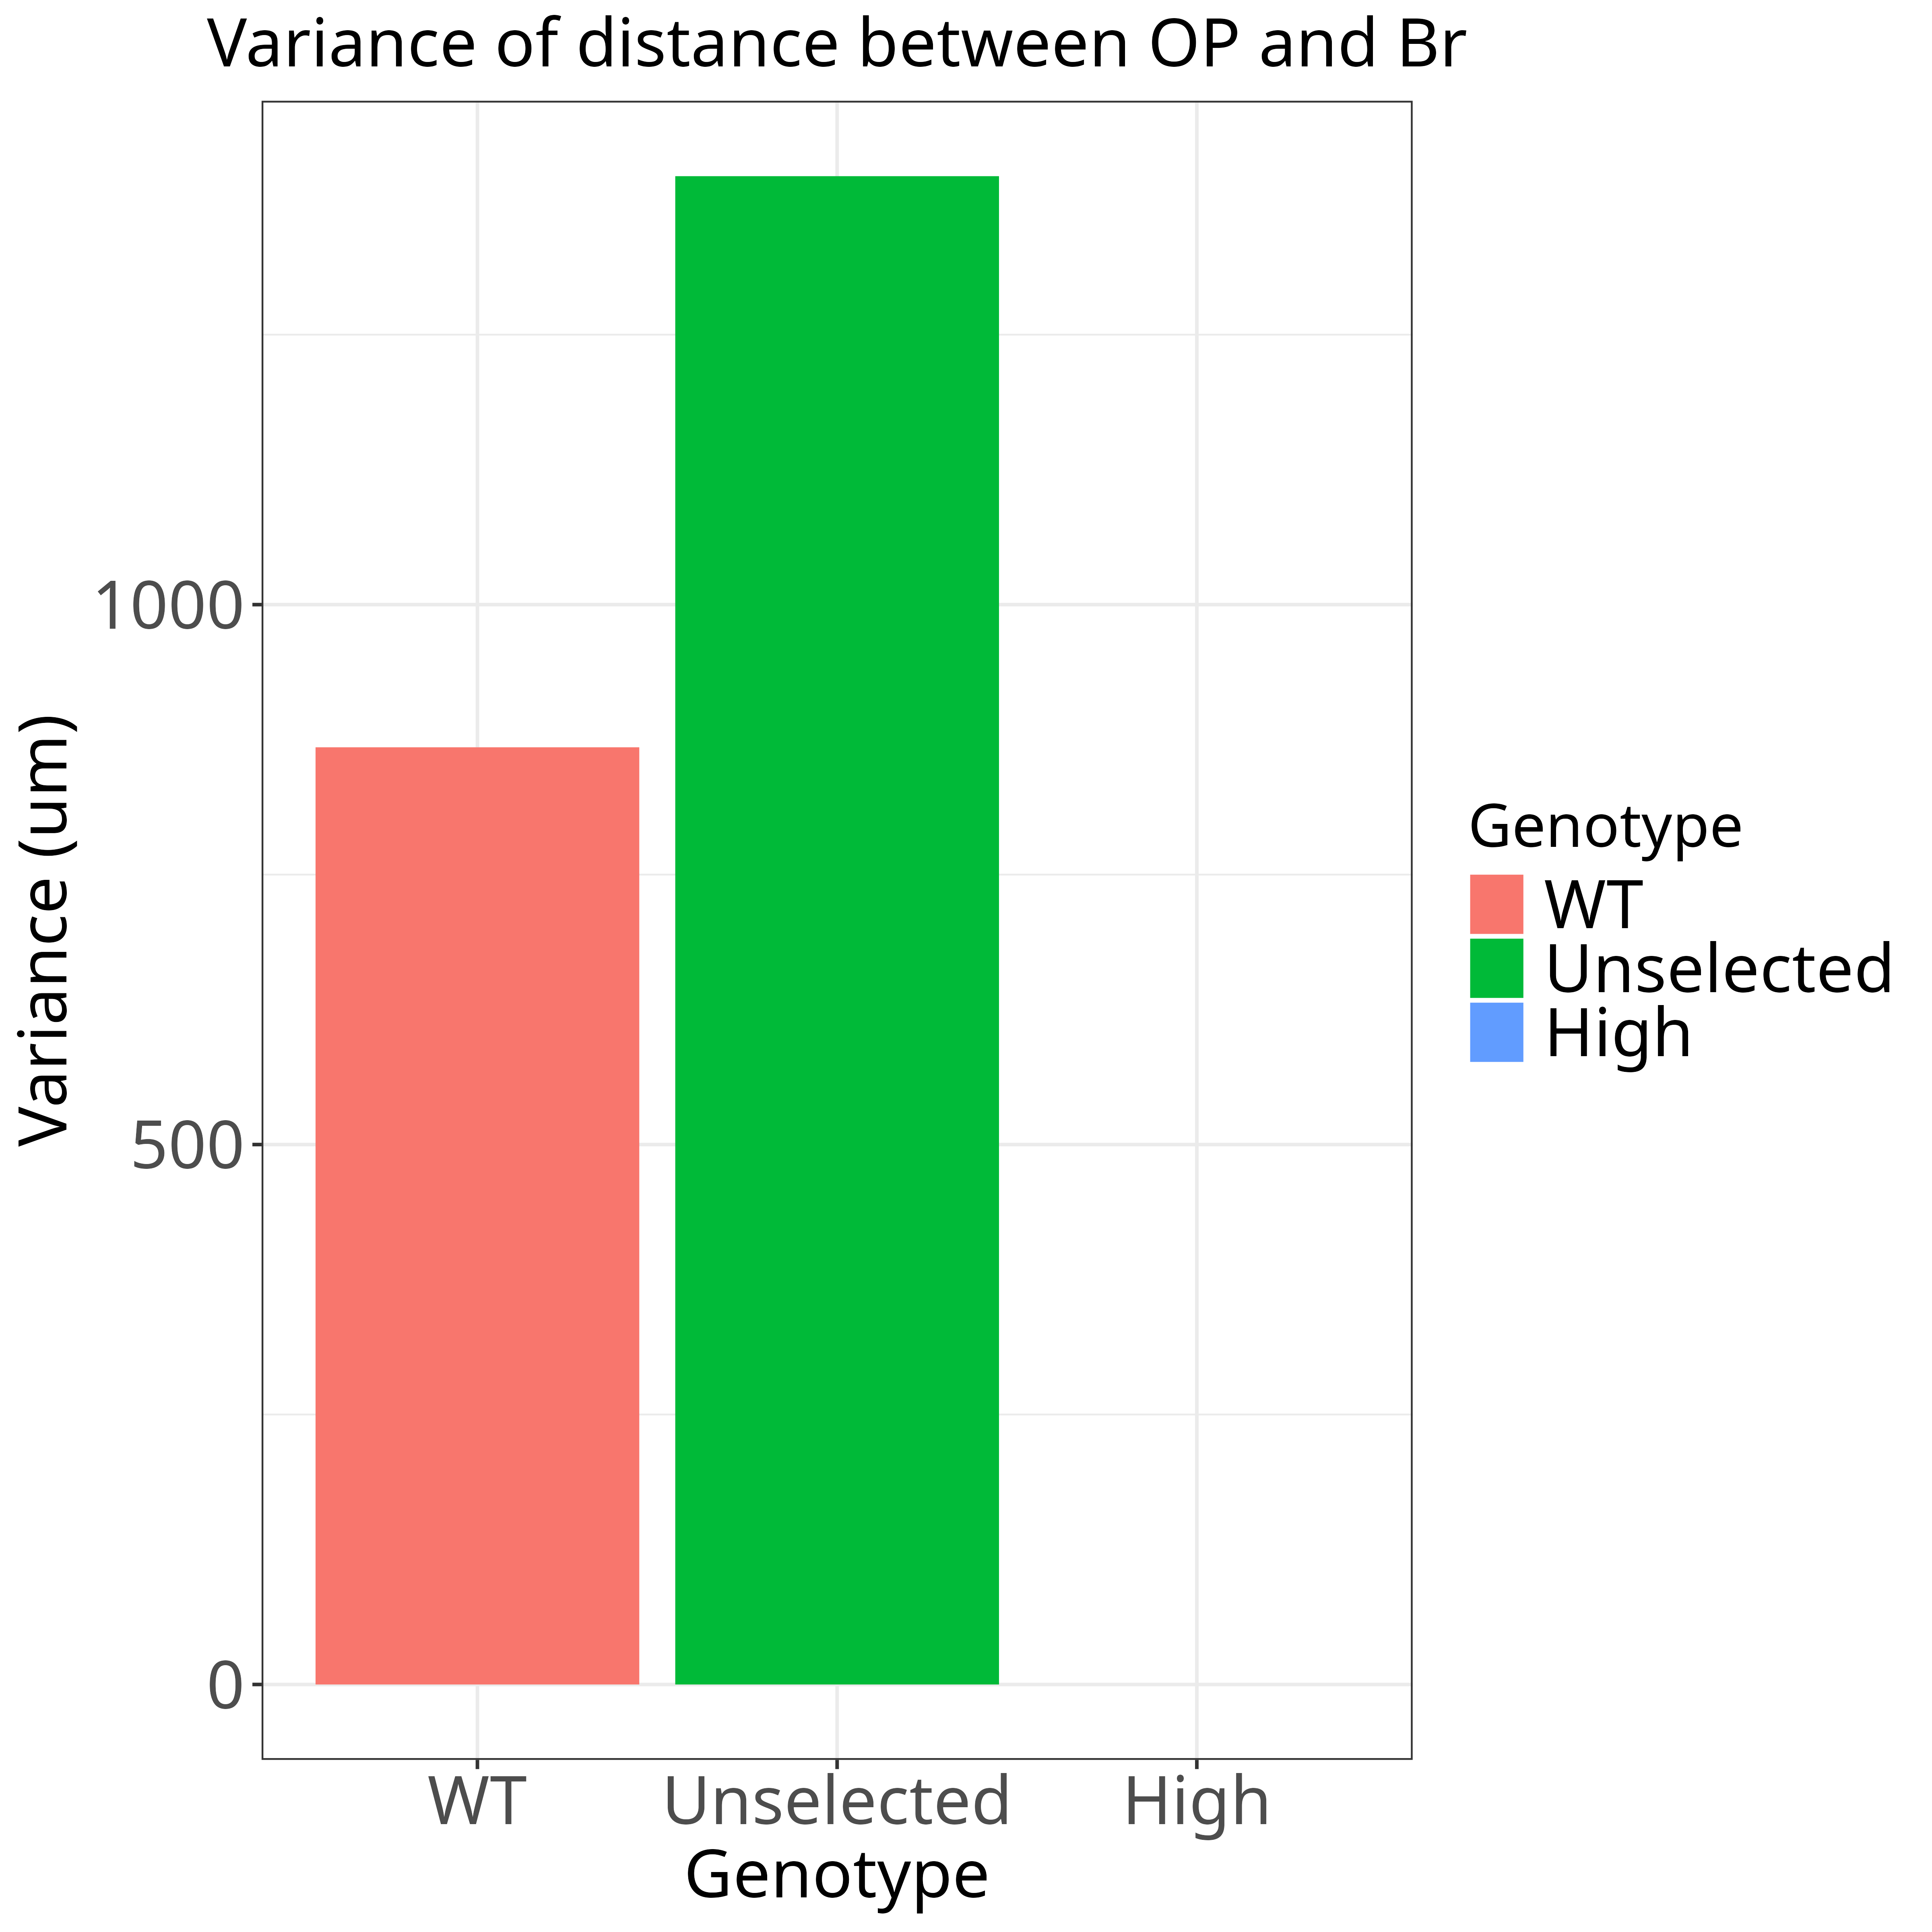 Variance of distance between OP and Br
Variance (um)
1000
500
0
WT Unselected High
Genotype
Genotype
WT
Unselected
High